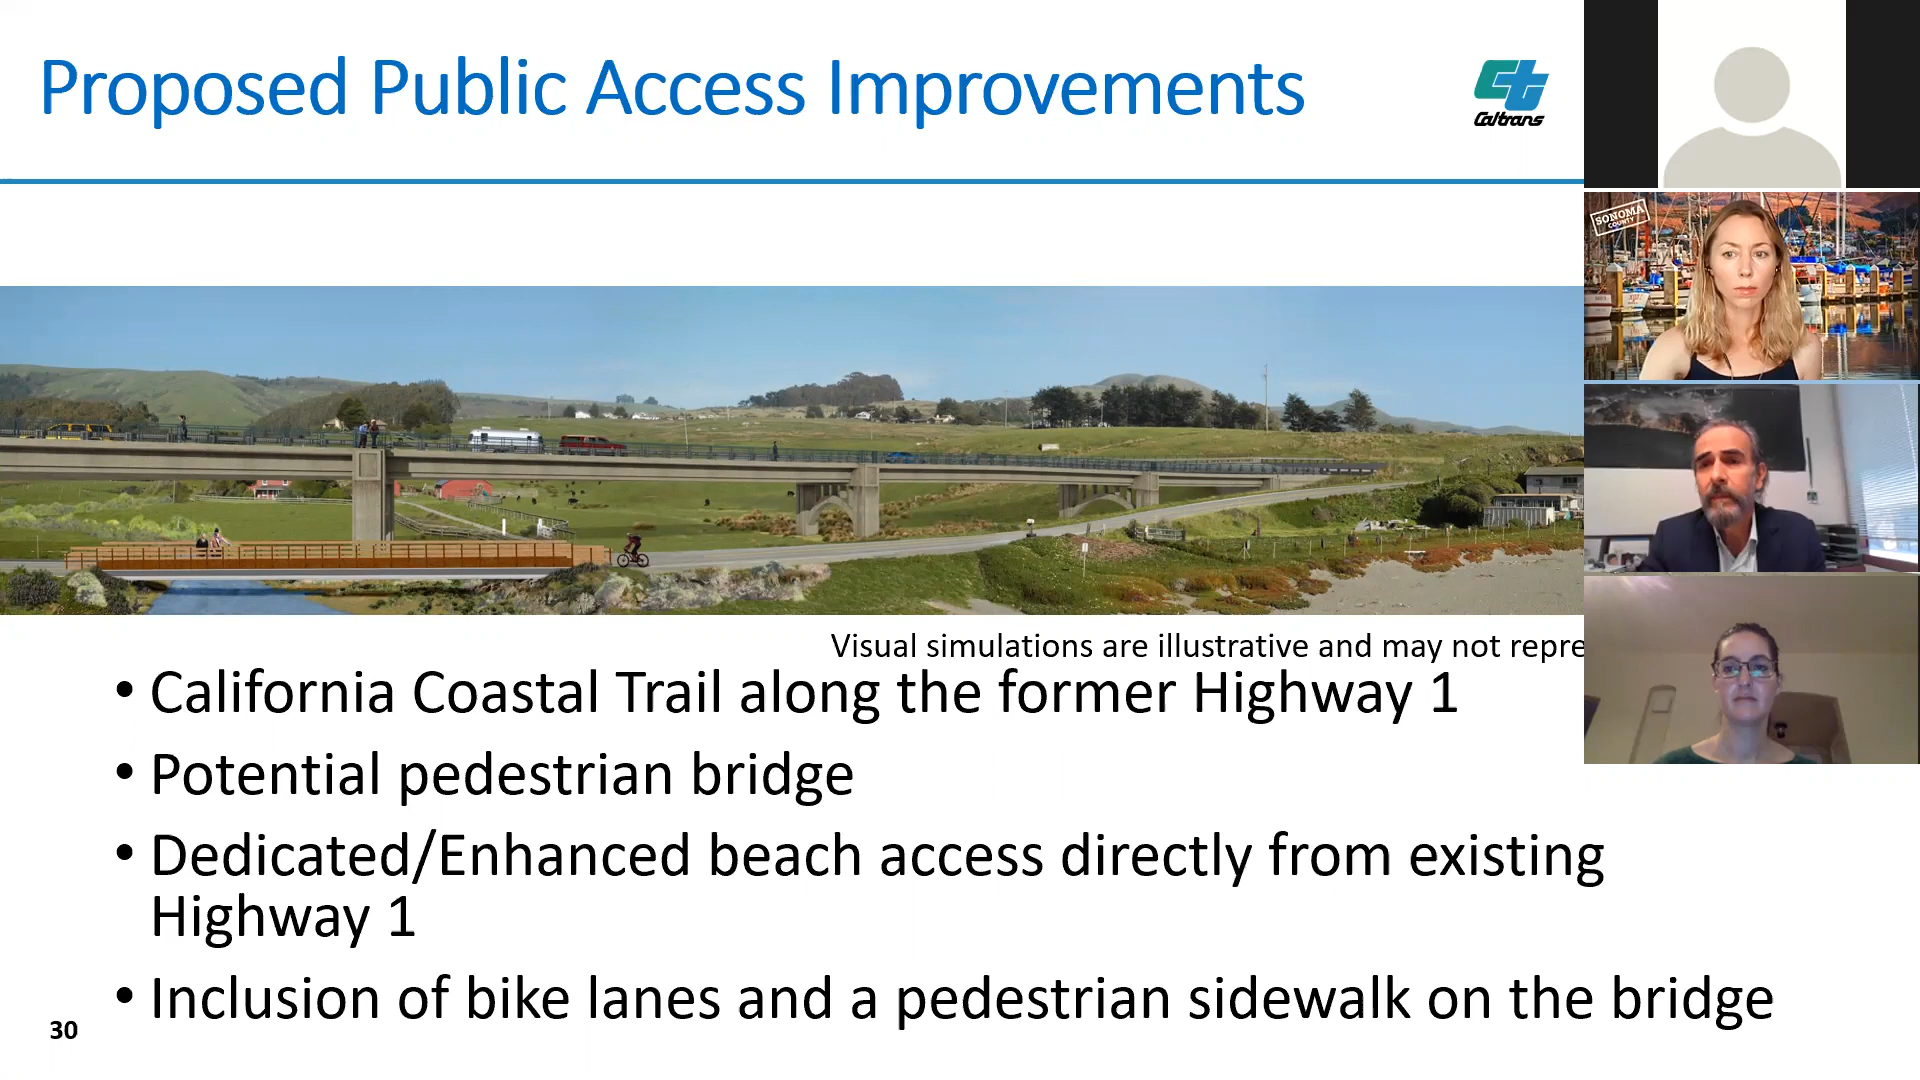 Proposed Public Access Improvements
Caltrans
SONOMA
COUNTY
Visual simulations are illustrative and may not repre
• California Coastal Trail along the former Highway 1
• Potential pedestrian bridge
• Dedicated/Enhanced beach access directly from existing
Highway 1
• Inclusion of bike lanes and a pedestrian sidewalk on the bridge
30